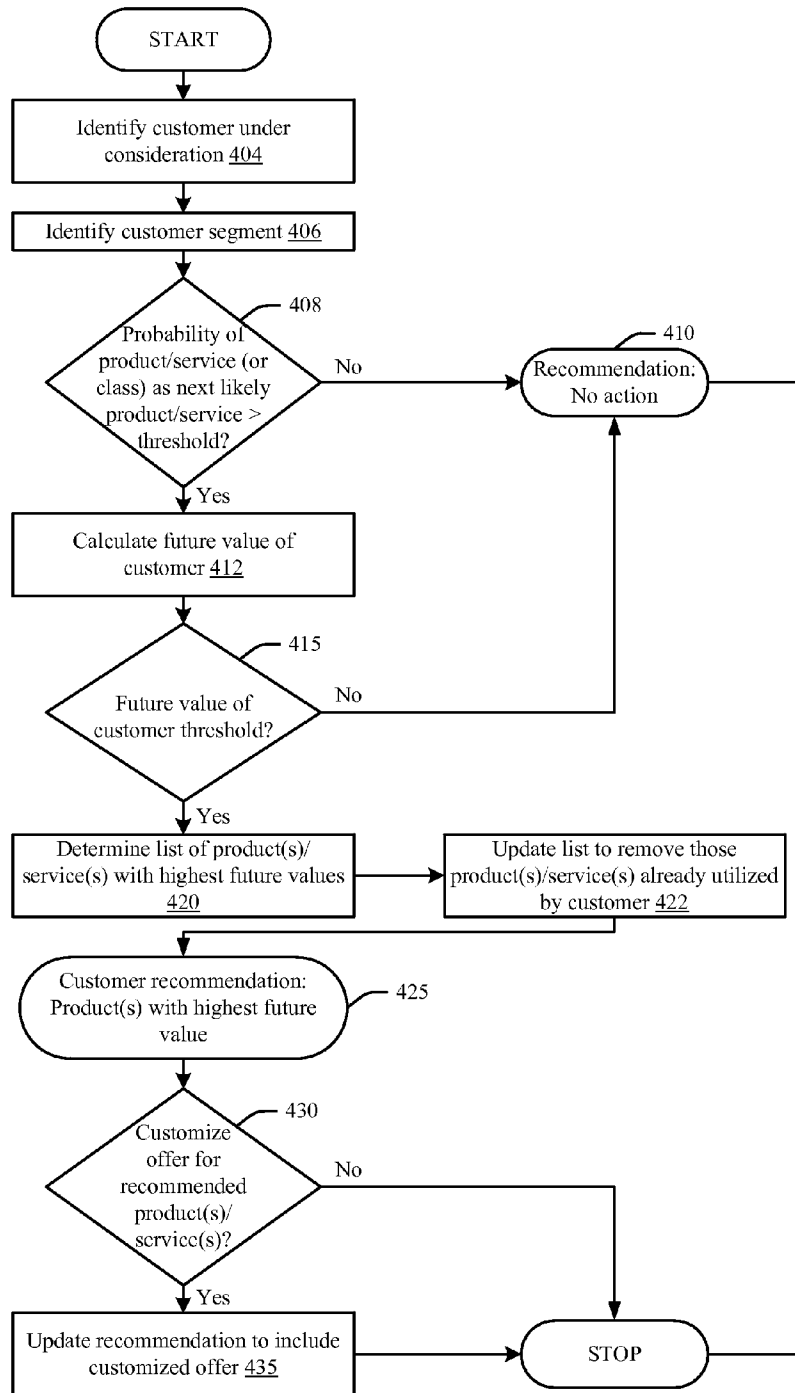 START
Identify customer under
consideration 404
Identify customer segment 406
408
Probability of
product/service (or
class) as next likely
product/service >
threshold?
No
410
Recommendation:
No action
Yes
Calculate future value of
customer 412
415
Future value of
customer threshold?
No
Yes
Determine list of product(s)/
service(s) with highest future values
420
Update list to remove those
product(s)/service(s) already utilized
by customer 422
Customer recommendation:
Product(s) with highest future
value
425
430
Customize
offer for
recommended
product(s)/
service(s)?
No
Yes
Update recommendation to include
customized offer 435
STOP